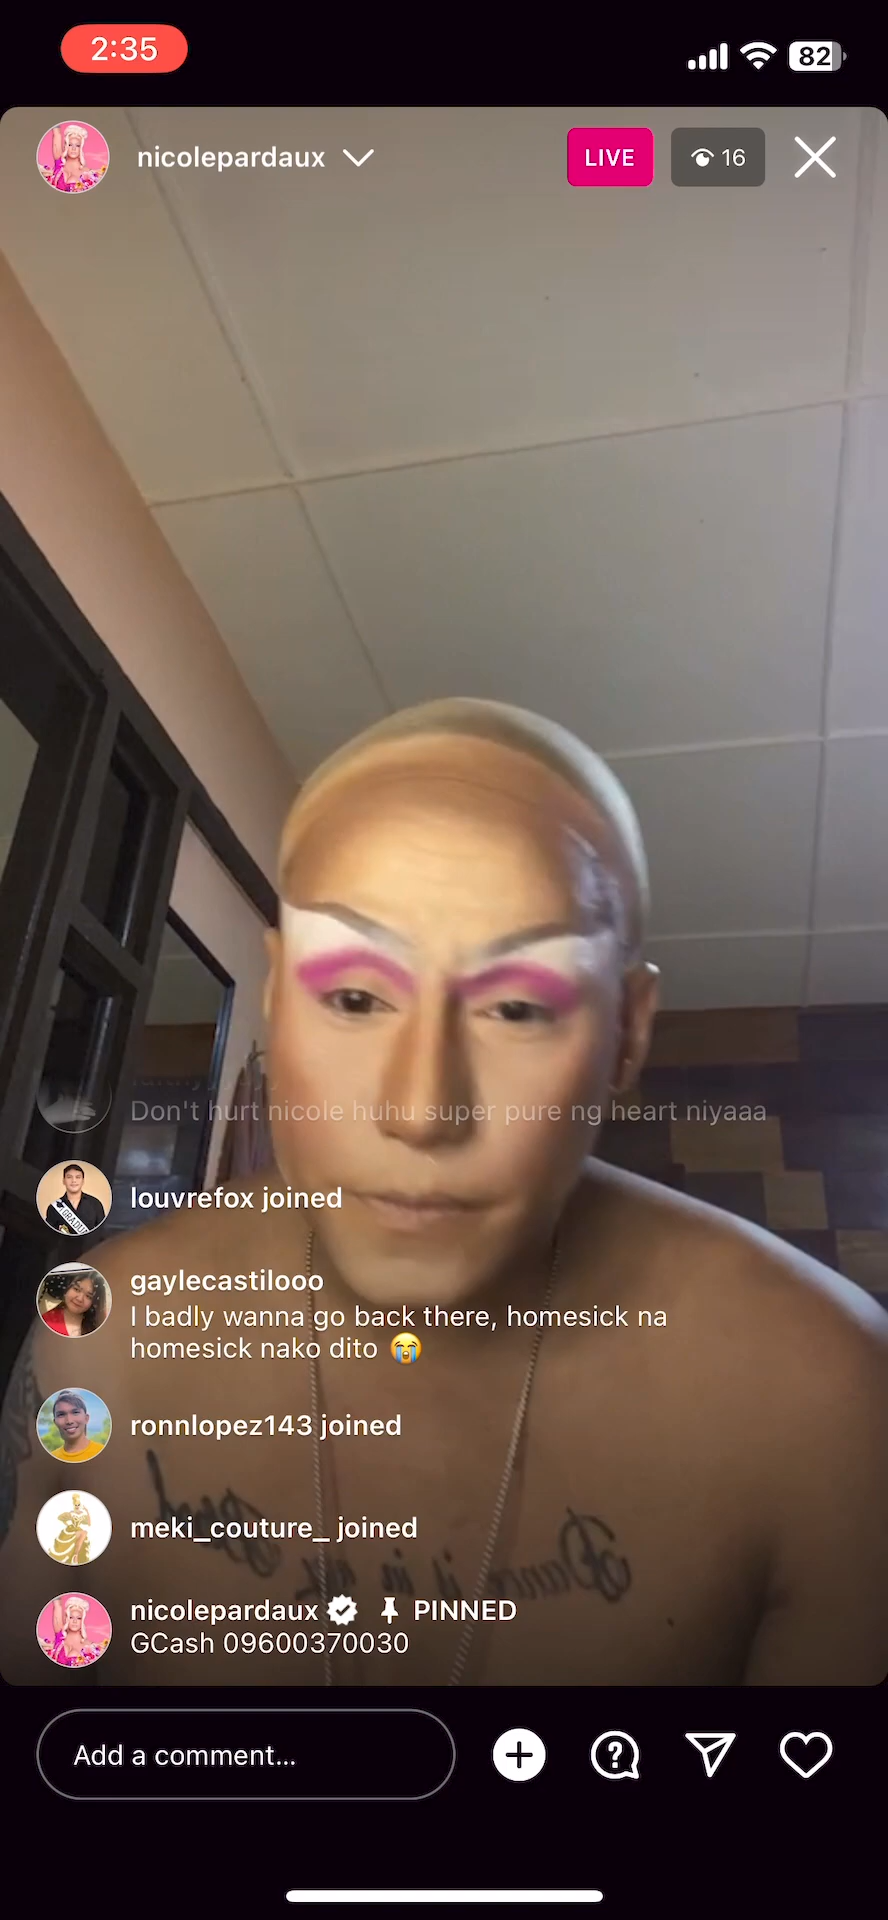 2:35
82
nicolepardaux
LIVE
16
Don't hurt nicole huhu super pure ng heart niyaaa
louvrefox joined
gaylecastilooo
I badly wanna go back there, homesick na
homesick nako dito 😭
ronnlopez143 joined
meki_couture_ joined
nicolepardaux PINNED
GCash 09600370030
Add a comment...